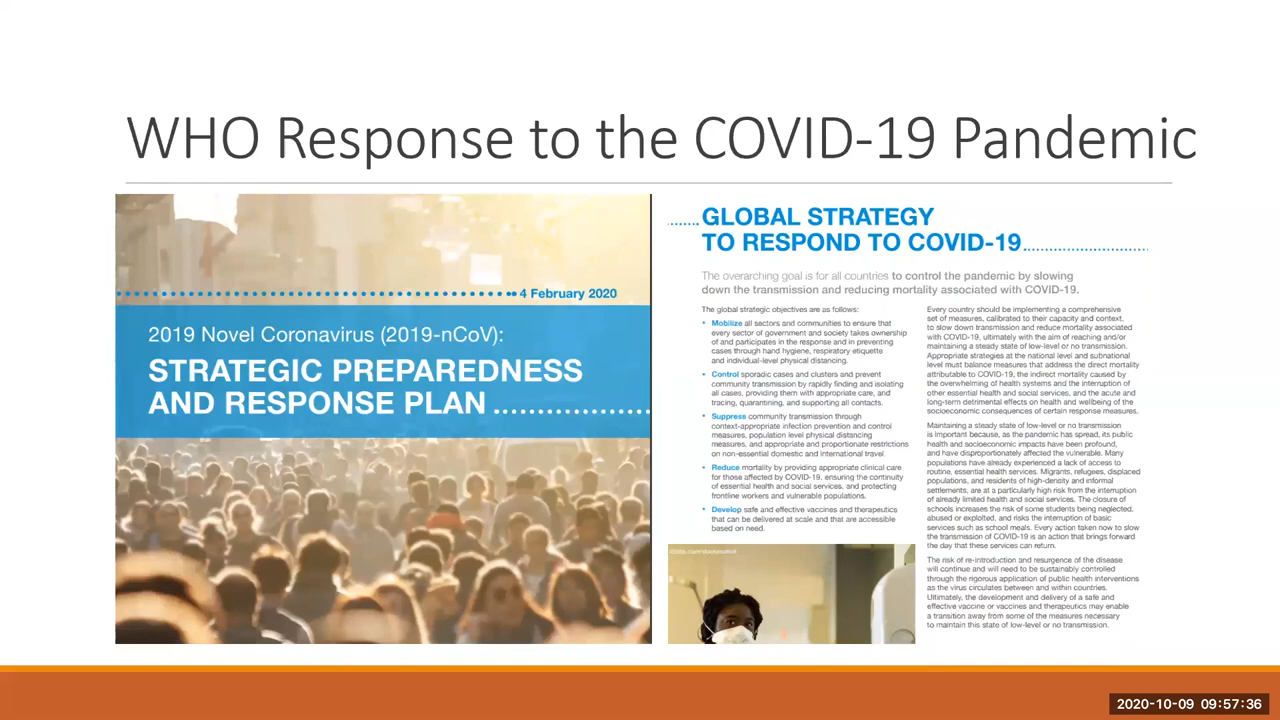 WHO Response to the COVID-19 Pandemic
4 February 2020
2019 Novel Coronavirus (2019-nCoV):
STRATEGIC PREPAREDNESS
AND RESPONSE PLAN
GLOBAL STRATEGY
TO RESPOND TO COVID-19
The overarching goal is for all countries to control the pandemic by slowing
down the transmission and reducing mortality associated with COVID-19.
The global strategic objectives are as follows:
• Mobilize all sectors and communities to ensure that
every sector of government and society takes ownership
of and participates in the response and in preventing
cases through hand hygiene, respiratory etiquette
and individual-level physical distancing.
• Control sporadic cases and clusters and prevent
community transmission by rapidly finding and isolating
all cases, providing them with appropriate care, and
tracing, quarantining, and supporting all contacts.
• Suppress community transmission through
context-appropriate infection prevention and control
measures, population level physical distancing
measures, and appropriate and proportionate restrictions
on non-essential domestic and international travel.
• Reduce mortality by providing appropriate clinical care
for those affected by COVID-19, ensuring the continuity
of essential health and social services, and protecting
frontline workers and vulnerable populations.
• Develop safe and effective vaccines and therapeutics
that can be delivered at scale and that are accessible
based on need.
Every country should be implementing a comprehensive
set of measures, calibrated to their capacity and context,
to slow down transmission and reduce mortality associated
with COVID-19, ultimately with the aim of reaching and/or
maintaining a steady state of low-level or no transmission.
Appropriate strategies at the national level and subnational
level must balance measures that address the direct mortality
attributable to COVID-19, the indirect mortality caused by
the overwhelming of health systems and the interruption of
other essential health and social services, and the acute and
long-term detrimental effects on health and wellbeing of the
socioeconomic consequences of certain response measures.
Maintaining a steady state of low-level or no transmission
is important because, as the pandemic has spread, its public
health and socioeconomic impacts have been profound,
and have disproportionately affected the vulnerable. Many
populations have already experienced a lack of access to
routine, essential health services. Migrants, refugees, displaced
populations, and residents of high-density and informal
settlements, are at a particularly high risk from the interruption
of already limited health and social services. The closure of
schools increases the risk of some students being neglected,
abused or exploited, and risks the interruption of basic
services such as school meals. Every action taken now to slow
the transmission of COVID-19 is an action that brings forward
the day that these services can return.
The risk of re-introduction and resurgence of the disease
will continue and will need to be sustainably controlled
through the rigorous application of public health interventions
as the virus circulates between and within countries.
Ultimately, the development and delivery of a safe and
effective vaccine or vaccines and therapeutics may enable
a transition away from some of the measures necessary
to maintain this state of low-level or no transmission.
2020-10-09 09:57:36